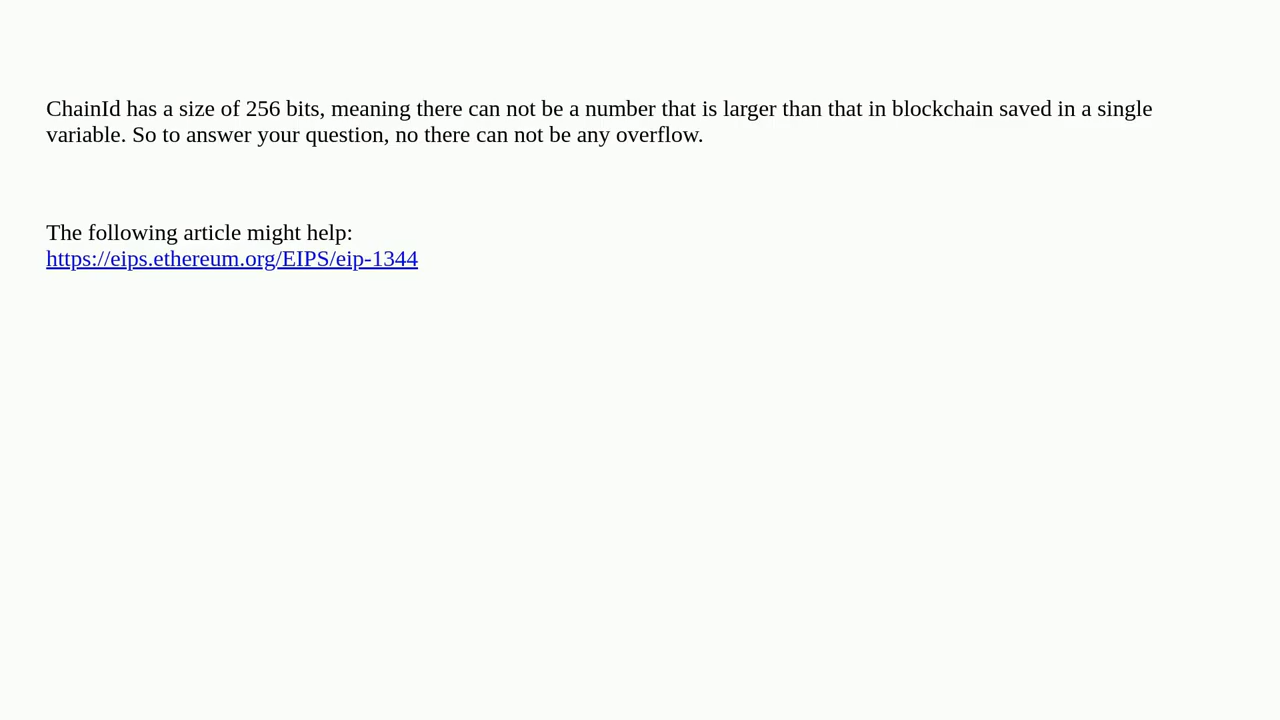 ChainId has a size of 256 bits, meaning there can not be a number that is larger than that in blockchain saved in a single
variable. So to answer your question, no there can not be any overflow.
The following article might help:
https://eips.ethereum.org/EIPS/eip-1344